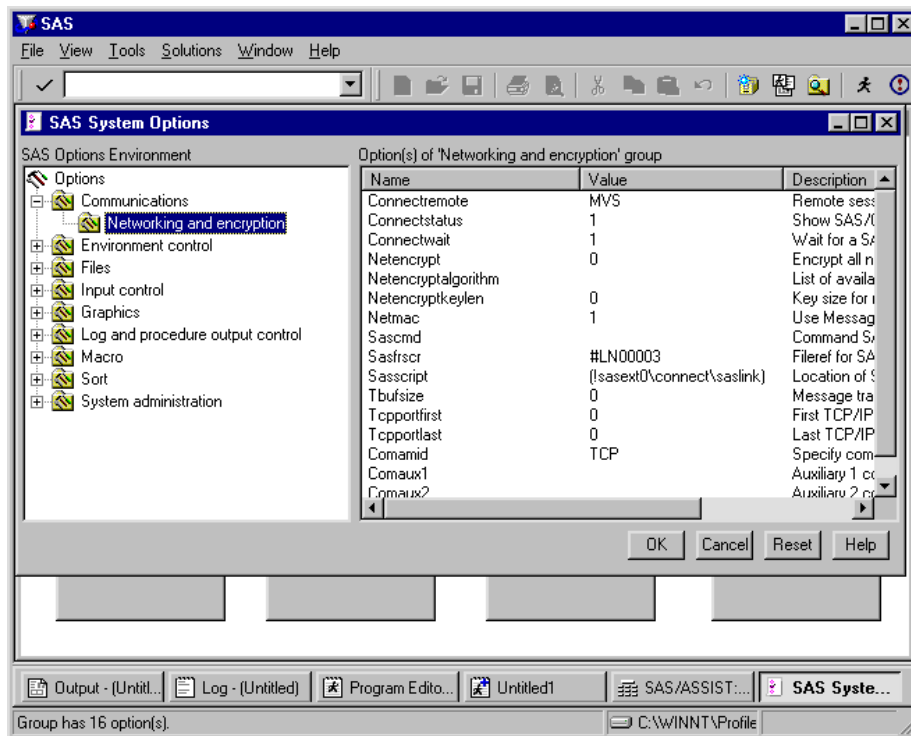 SAS
File View Tools Solutions Window Help
SAS System Options
SAS Options Environment
Option(s) of 'Networking and encryption' group
Options
Communications
Networking and encryption
Environment control
Files
Input control
Graphics
Log and procedure output control
Macro
Sort
System administration
Name Value Description
Connectremote MVS Remote sess
Connectstatus 1 Show SAS/C
Connectwait 1 Wait for a SA
Netencrypt 0 Encrypt all n
Netencryptalgorithm List of availa
Netencryptkeylen 0 Key size for
Netmac 1 Use Messag
Sascmd Command SA
Sasfrscr #LN00003 Fileref for SA
Sasscript (!sasext0\connect\saslink) Location of S
Tbufsize 0 Message tra
Tcpportfirst 0 First TCP/IP
Tcpportlast 0 Last TCP/IP
Comamid TCP Specify com
Comaux1 Auxiliary 1 co
Comaux2 Auxiliary 2 co
OK Cancel Reset Help
Output - (Untitl... Log - (Untitled) Program Edito... Untitled1 SAS/ASSIST:... SAS Syste...
Group has 16 option(s). C:\WINNT\Profile